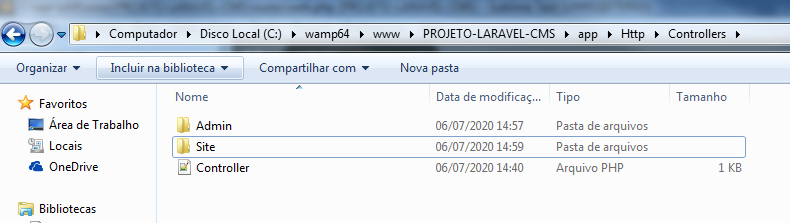 Computador Disco Local (C:) wamp64 www PROJETO-LARAVEL-CMS app Http Controllers
Organizar Incluir na biblioteca Compartilhar com Nova pasta
Favoritos
Área de Trabalho
Locais
OneDrive
Bibliotecas
Nome Data de modificaç... Tipo Tamanho
Admin 06/07/2020 14:57 Pasta de arquivos
Site 06/07/2020 14:59 Pasta de arquivos
Controller 06/07/2020 14:40 Arquivo PHP 1 KB